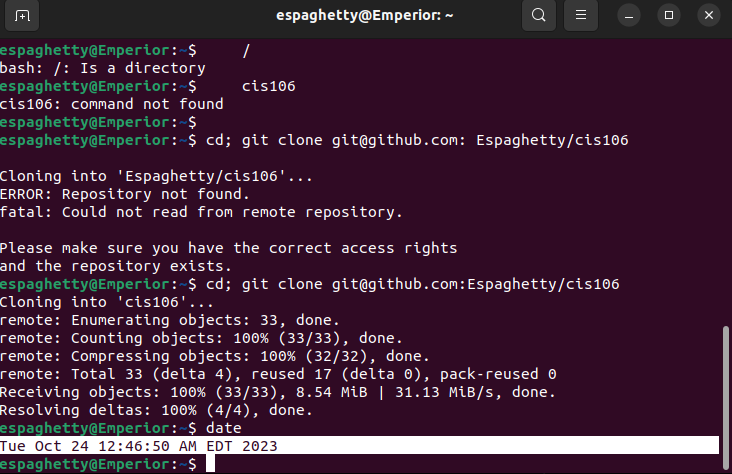 espaghetty@Emperior: ~
espaghetty@Emperior:~$     /
bash: /: Is a directory
espaghetty@Emperior:~$     cis106
cis106: command not found
espaghetty@Emperior:~$
espaghetty@Emperior:~$ cd; git clone git@github.com: Espaghetty/cis106
Cloning into 'Espaghetty/cis106'...
ERROR: Repository not found.
fatal: Could not read from remote repository.
Please make sure you have the correct access rights
and the repository exists.
espaghetty@Emperior:~$ cd; git clone git@github.com:Espaghetty/cis106
Cloning into 'cis106'...
remote: Enumerating objects: 33, done.
remote: Counting objects: 100% (33/33), done.
remote: Compressing objects: 100% (32/32), done.
remote: Total 33 (delta 4), reused 17 (delta 0), pack-reused 0
Receiving objects: 100% (33/33), 8.54 MiB | 31.13 MiB/s, done.
Resolving deltas: 100% (4/4), done.
espaghetty@Emperior:~$ date
Tue Oct 24 12:46:50 AM EDT 2023
espaghetty@Emperior:~$